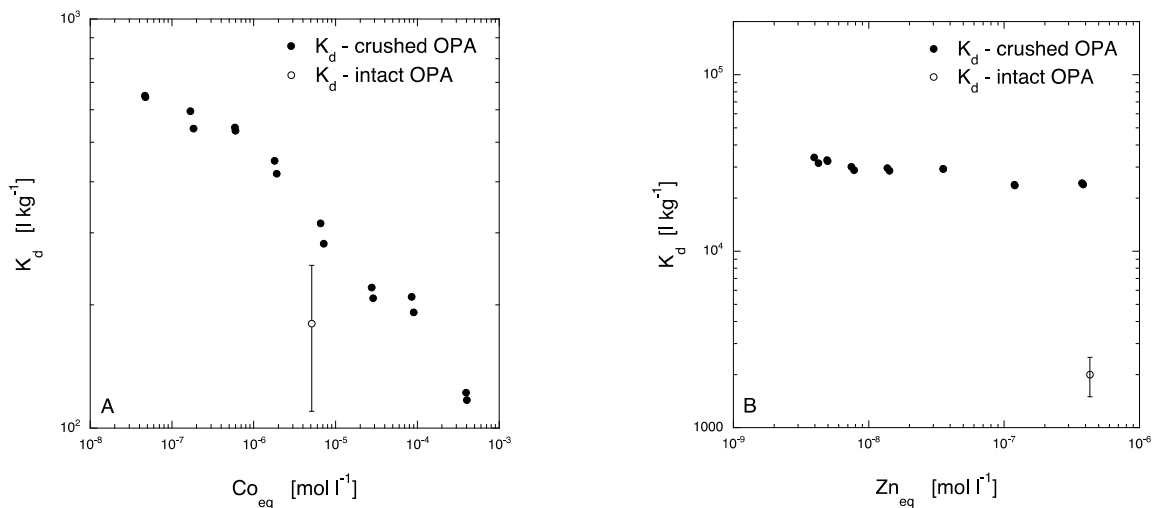 10³
K_d - crushed OPA
K_d - intact OPA
K_d [l kg⁻¹]
A
10²
10⁻⁸ 10⁻⁷ 10⁻⁶ 10⁻⁵ 10⁻⁴ 10⁻³
Co_eq [mol l⁻¹]
K_d - crushed OPA
K_d - intact OPA
10⁵
K_d [l kg⁻¹]
10⁴
B
1000
10⁻⁹ 10⁻⁸ 10⁻⁷ 10⁻⁶
Zn_eq [mol l⁻¹]